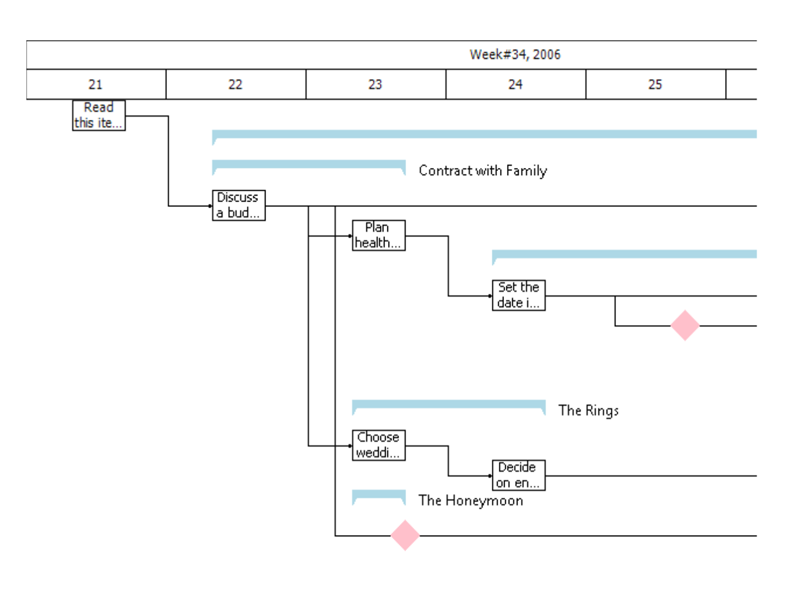 Week#34, 2006
21 22 23 24 25
Read
this ite...
Contract with Family
Discuss
a bud...
Plan
health...
Set the
date i...
The Rings
Choose
weddi...
Decide
on en...
The Honeymoon